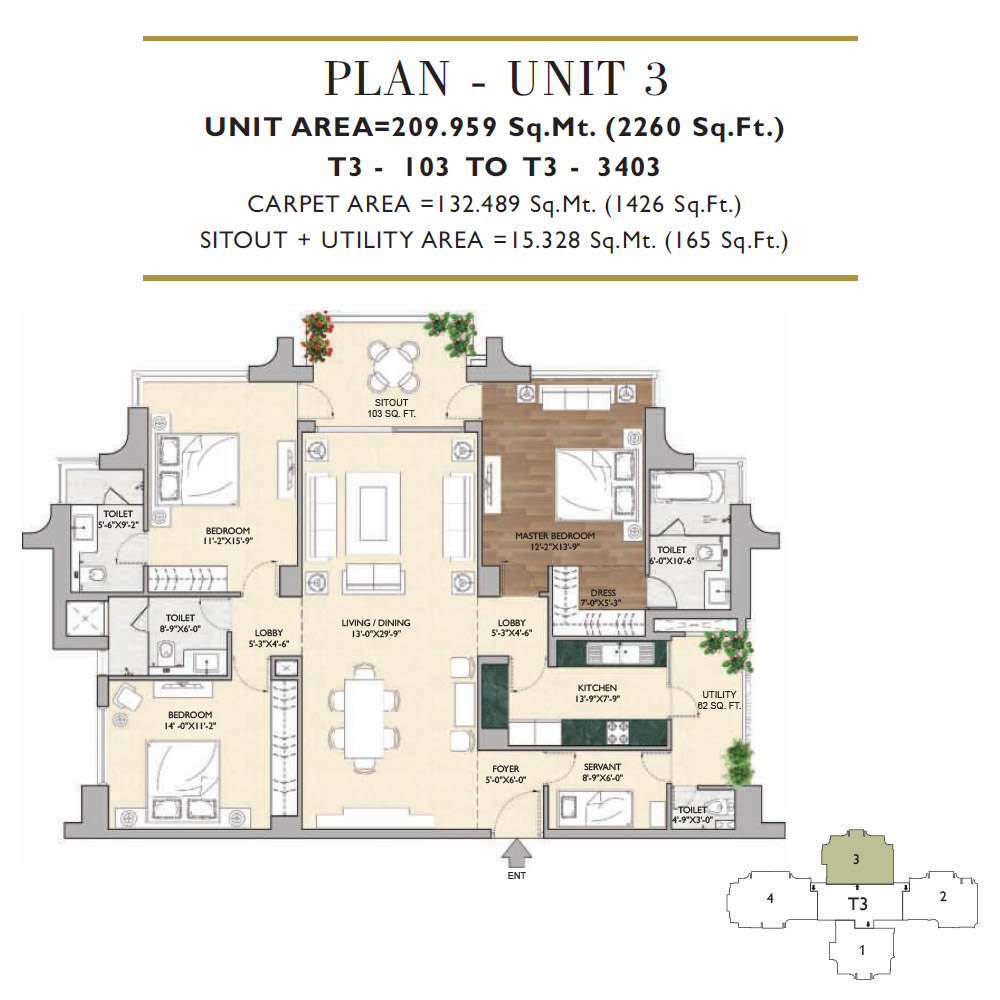 PLAN - UNIT 3
UNIT AREA=209.959 Sq.Mt. (2260 Sq.Ft.)
T3 - 103 TO T3 - 3403
CARPET AREA =132.489 Sq.Mt. (1426 Sq.Ft.)
SITOUT + UTILITY AREA =15.328 Sq.Mt. (165 Sq.Ft.)
SITOUT
103 SQ. FT.
TOILET
5'-6"X9'-2"
BEDROOM
11'-2"X15'-9"
MASTER BEDROOM
12'-2"X13'-9"
TOILET
6'-0"X10'-6"
DRESS
7'-0"X5'-3"
TOILET
8'-9"X6'-0"
LOBBY
5'-3"X4'-6"
LIVING / DINING
13'-0"X29'-9"
LOBBY
5'-3"X4'-6"
KITCHEN
13'-9"X7'-9"
UTILITY
62 SQ. FT.
BEDROOM
14' -0"X11'-2"
FOYER
5'-0"X6'-0"
SERVANT
8'-9"X6'-0"
TOILET
4'-9"X3'-0"
ENT
3
4
T3
2
1